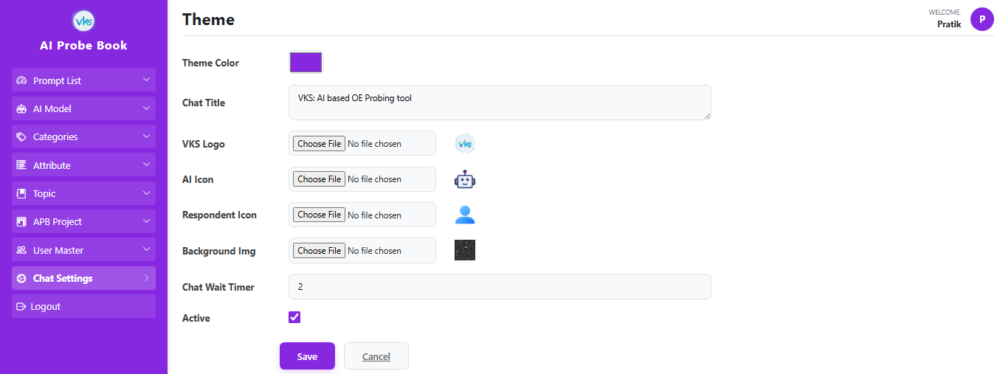 vks
AI Probe Book
Prompt List
AI Model
Categories
Attribute
Topic
APB Project
User Master
Chat Settings
Logout
Theme
WELCOME,
Pratik
P
Theme Color
Chat Title
VKS: AI based OE Probing tool
VKS Logo
Choose File No file chosen
vks
AI Icon
Choose File No file chosen
Respondent Icon
Choose File No file chosen
Background Img
Choose File No file chosen
Chat Wait Timer
2
Active
Save
Cancel